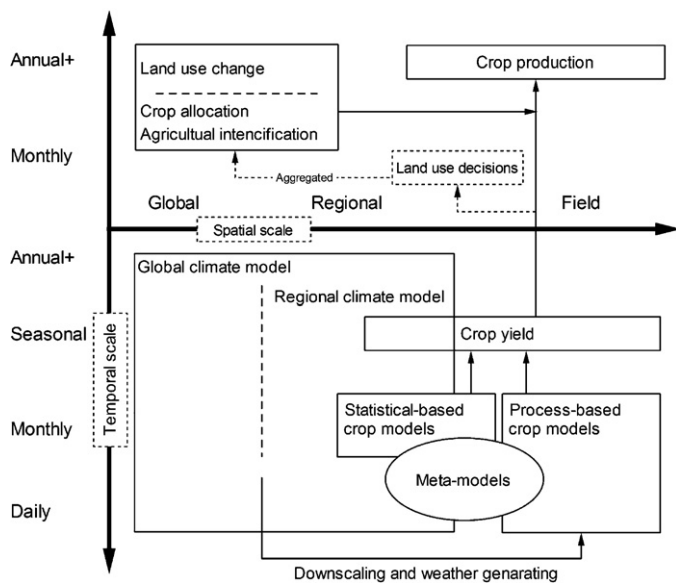 Annual+
Land use change
Crop production
Crop allocation
Agricultual intencification
Monthly
Aggregated
Land use decisions
Global
Regional
Field
Spatial scale
Annual+
Global climate model
Regional climate model
Seasonal
Crop yield
Temporal scale
Statistical-based
crop models
Process-based
crop models
Monthly
Meta-models
Daily
Downscaling and weather genarating